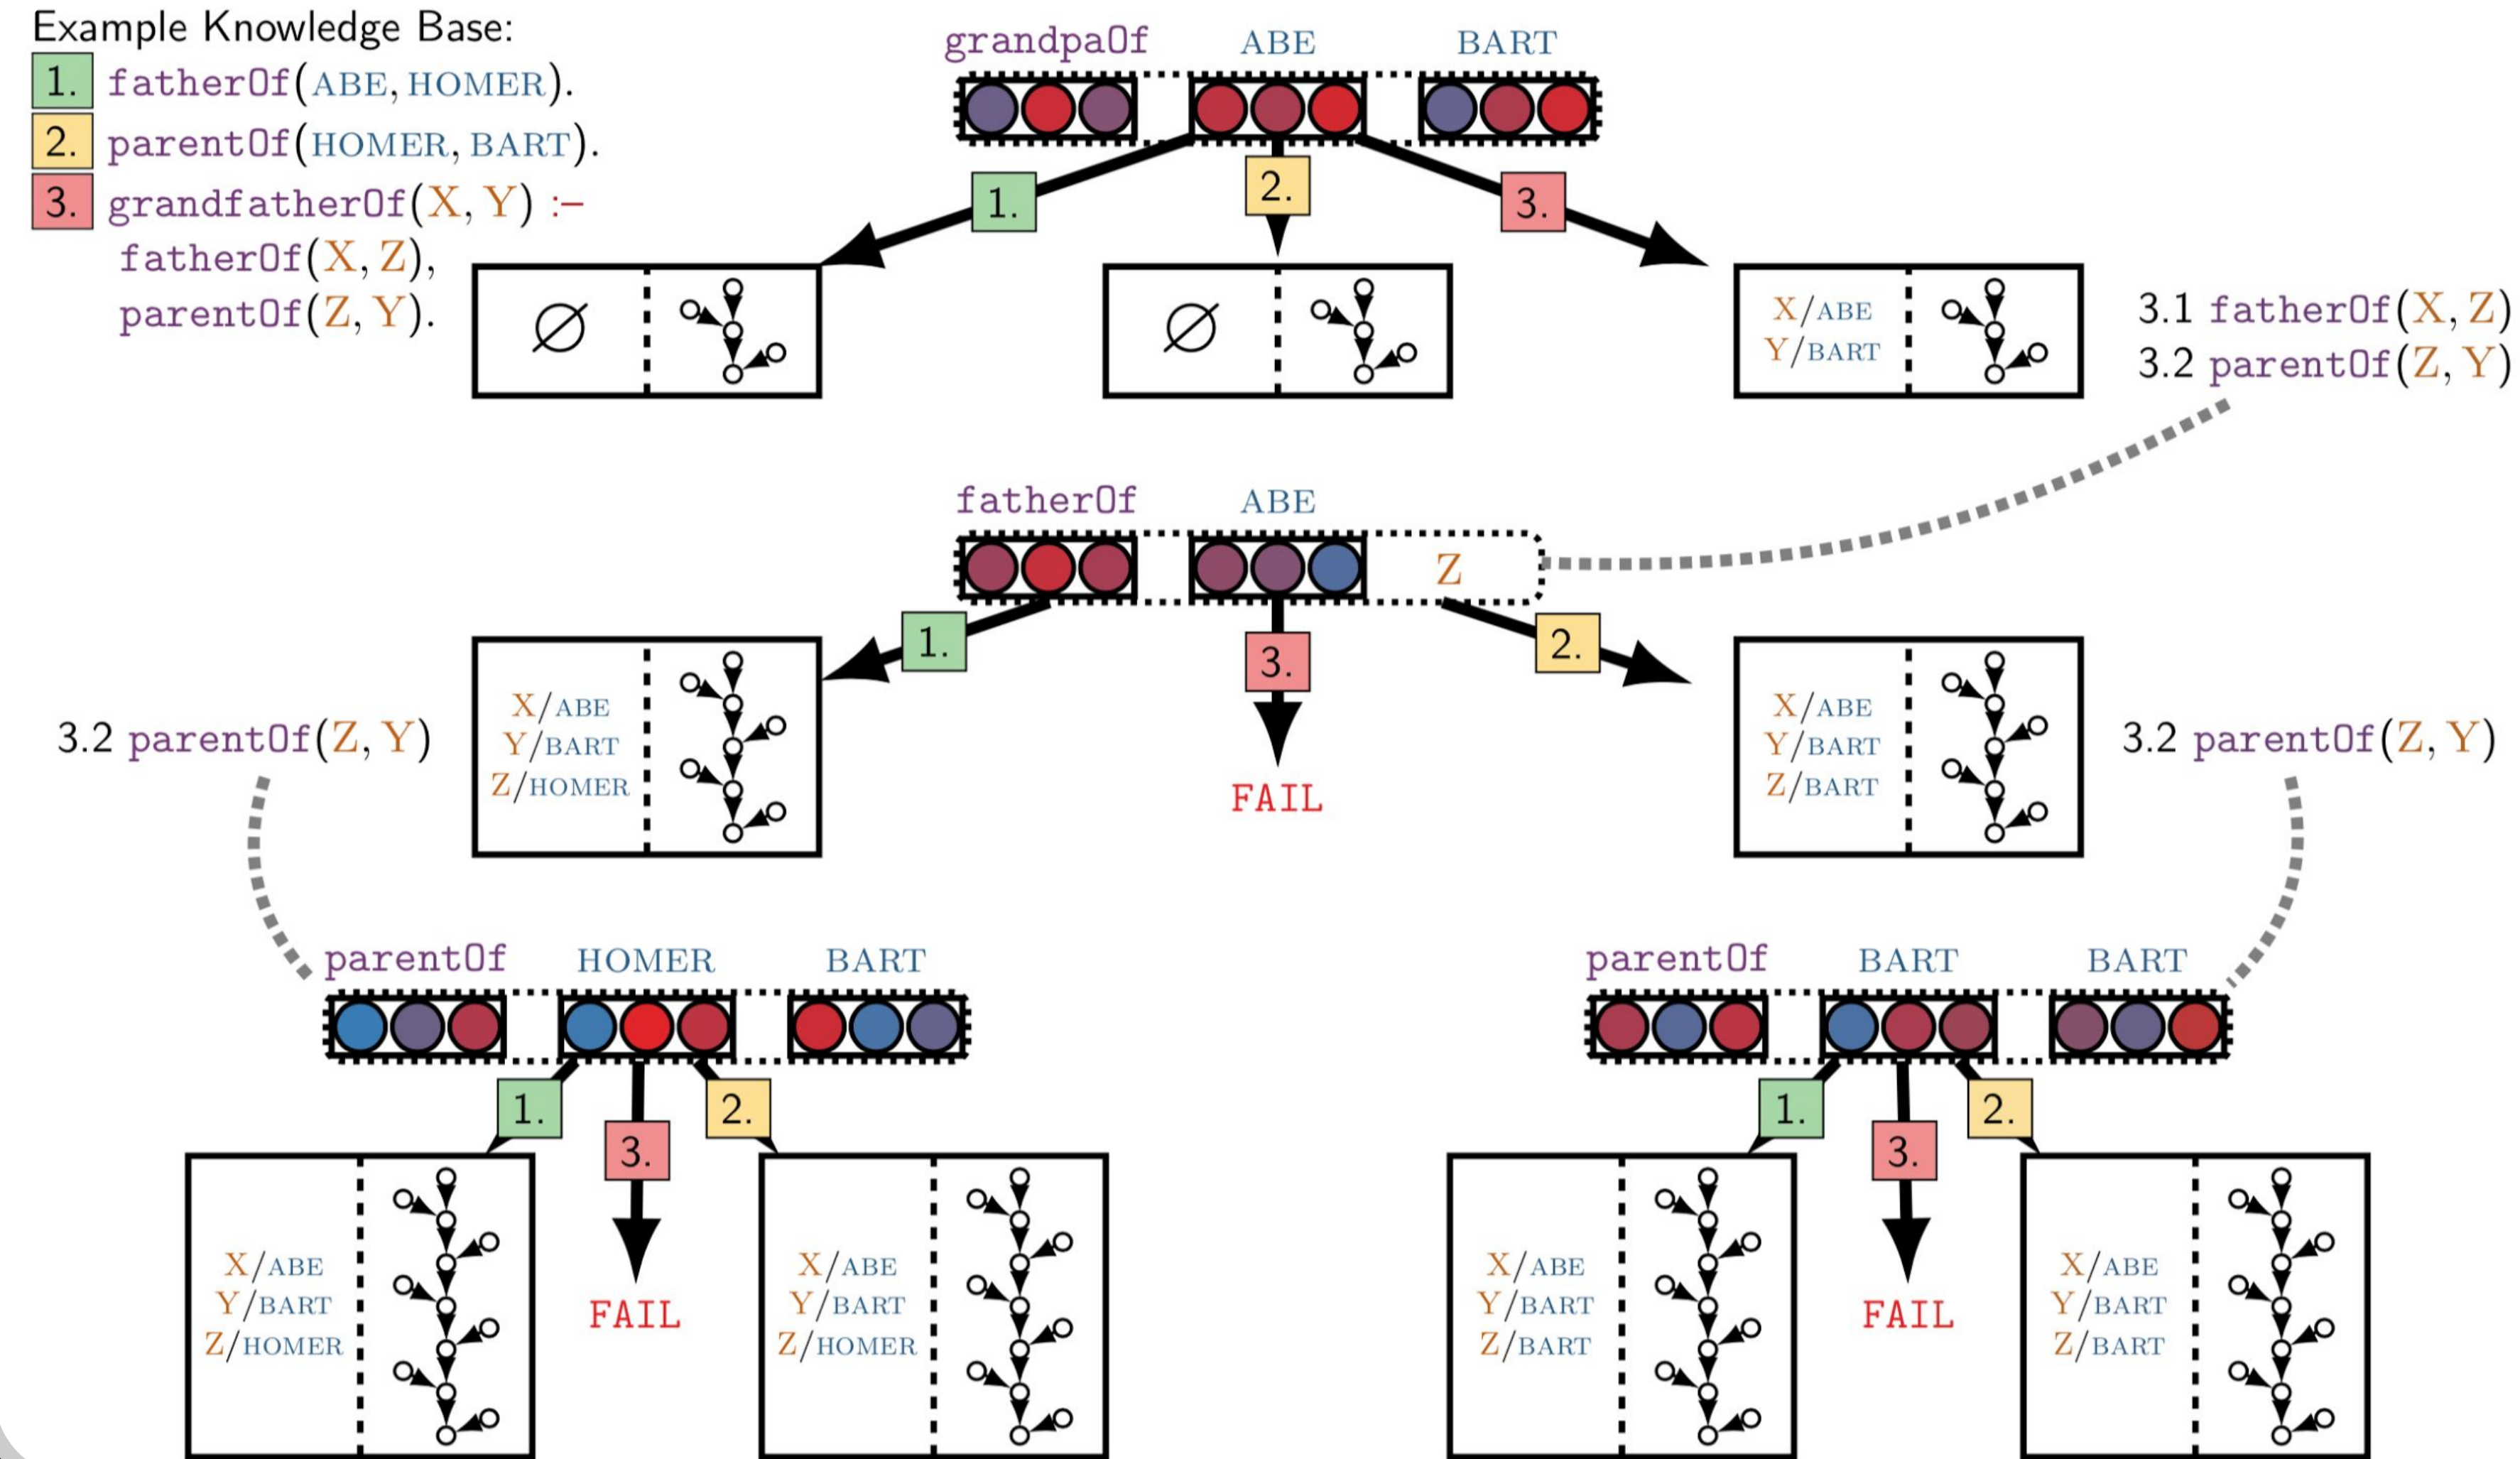 Example Knowledge Base:
1. fatherOf(ABE, HOMER).
2. parentOf(HOMER, BART).
3. grandfatherOf(X, Y) :–
fatherOf(X, Z),
parentOf(Z, Y).
grandpaOf ABE BART
1. 2. 3.
∅
∅
X/ABE
Y/BART
3.1 fatherOf(X, Z)
3.2 parentOf(Z, Y)
fatherOf ABE
Z
1. 3. 2.
3.2 parentOf(Z, Y)
X/ABE
Y/BART
Z/HOMER
FAIL
X/ABE
Y/BART
Z/BART
3.2 parentOf(Z, Y)
parentOf HOMER BART
1. 3. 2.
X/ABE
Y/BART
Z/HOMER
FAIL
X/ABE
Y/BART
Z/HOMER
parentOf BART BART
1. 3. 2.
X/ABE
Y/BART
Z/BART
FAIL
X/ABE
Y/BART
Z/BART